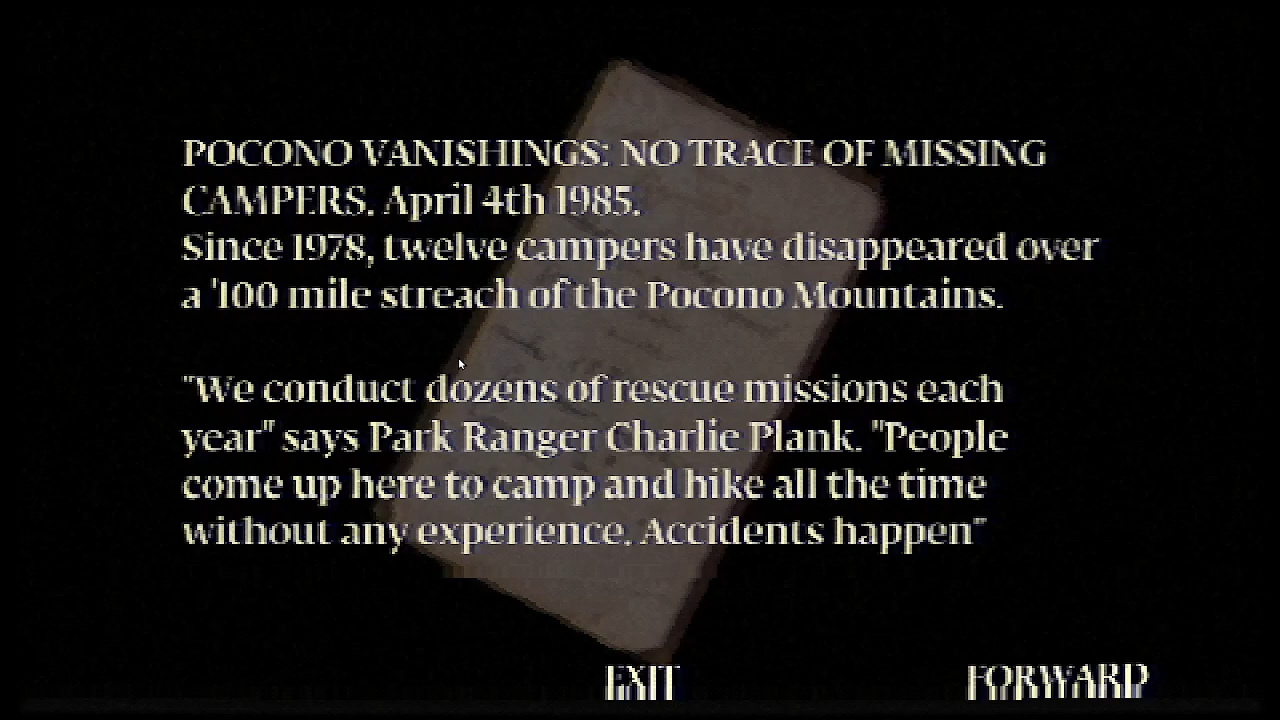 POCONO VANISHINGS: NO TRACE OF MISSING
CAMPERS. April 4th 1985.
Since 1978, twelve campers have disappeared over
a '100 mile streach of the Pocono Mountains.
"We conduct dozens of rescue missions each
year" says Park Ranger Charlie Plank. "People
come up here to camp and hike all the time
without any experience. Accidents happen"
EXIT
FORWARD